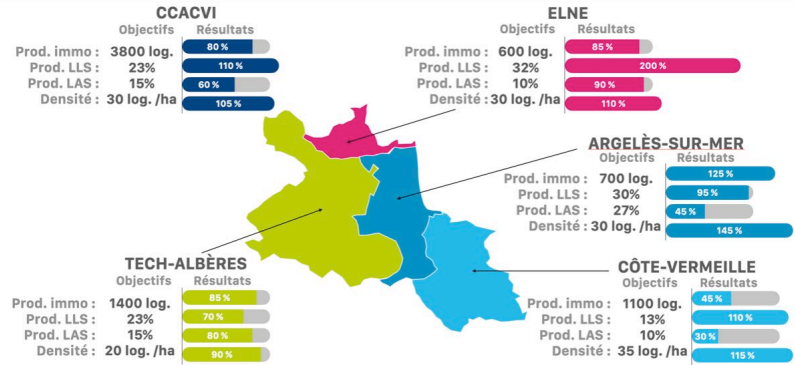 CCACVI
Objectifs Résultats
Prod. immo : 3800 log. 80 %
Prod. LLS : 23% 110 %
Prod. LAS : 15% 60 %
Densité : 30 log. /ha 105 %
ELNE
Objectifs Résultats
Prod. immo : 600 log. 85 %
Prod. LLS : 32% 200 %
Prod. LAS : 10% 90 %
Densité : 30 log. /ha 110 %
ARGELÈS-SUR-MER
Objectifs Résultats
Prod. immo : 700 log. 125 %
Prod. LLS : 30% 95 %
Prod. LAS : 27% 45 %
Densité : 30 log. /ha 145 %
TECH-ALBÈRES
Objectifs Résultats
Prod. immo : 1400 log. 85 %
Prod. LLS : 23% 70 %
Prod. LAS : 15% 80 %
Densité : 20 log. /ha 90 %
CÔTE-VERMEILLE
Objectifs Résultats
Prod. immo : 1100 log. 45 %
Prod. LLS : 13% 110 %
Prod. LAS : 10% 30 %
Densité : 35 log. /ha 115 %